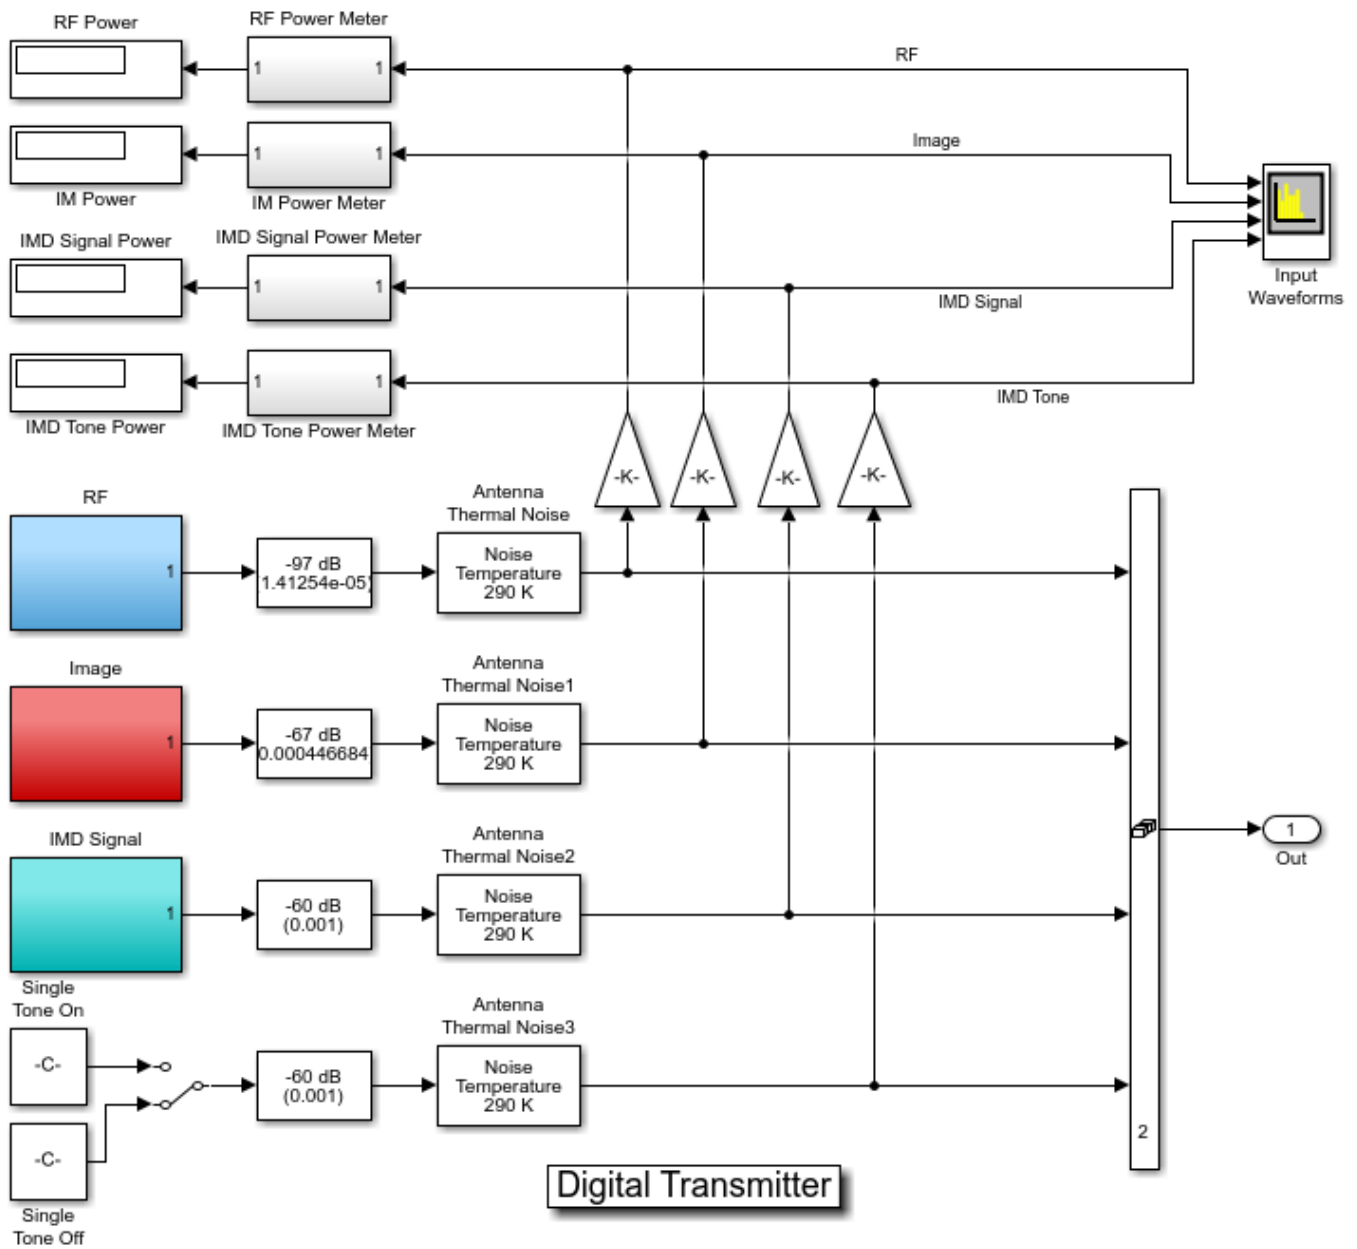 RF Power
RF Power Meter
RF
1
1
Image
1
1
IM Power
IM Power Meter
IMD Signal Power
IMD Signal Power Meter
Input
Waveforms
1
1
IMD Signal
1
1
IMD Tone
IMD Tone Power
IMD Tone Power Meter
-K-
-K-
-K-
-K-
RF
Antenna
Thermal Noise
1
-97 dB
(1.41254e-05)
Noise
Temperature
290 K
Image
Antenna
Thermal Noise1
1
-67 dB
0.000446684
Noise
Temperature
290 K
IMD Signal
Antenna
Thermal Noise2
1
-60 dB
(0.001)
Noise
Temperature
290 K
1
Out
Single
Tone On
Antenna
Thermal Noise3
-C-
-60 dB
(0.001)
Noise
Temperature
290 K
-C-
2
Single
Tone Off
Digital Transmitter